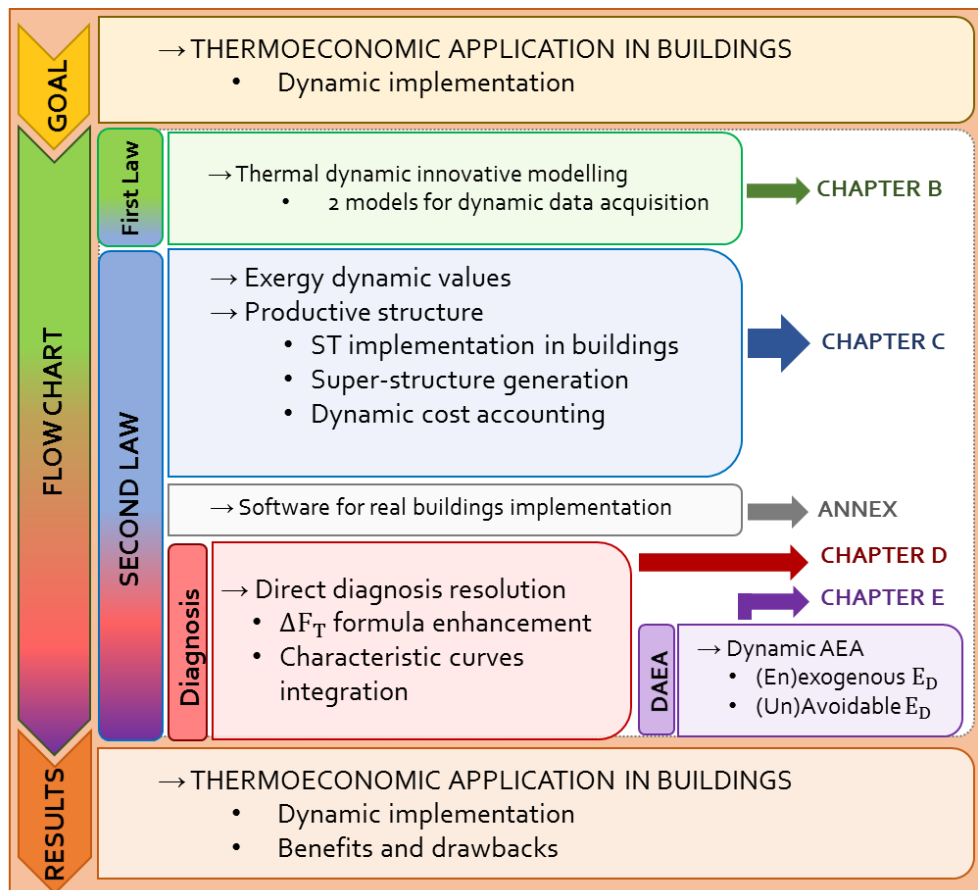 GOAL
→ THERMOECONOMIC APPLICATION IN BUILDINGS
• Dynamic implementation
FLOW CHART
First Law
→ Thermal dynamic innovative modelling
• 2 models for dynamic data acquisition
CHAPTER B
SECOND LAW
→ Exergy dynamic values
→ Productive structure
• ST implementation in buildings
• Super-structure generation
• Dynamic cost accounting
CHAPTER C
→ Software for real buildings implementation
ANNEX
Diagnosis
→ Direct diagnosis resolution
• ΔF_T formula enhancement
• Characteristic curves
integration
CHAPTER D
CHAPTER E
DAEA
→ Dynamic AEA
• (En)exogenous E_D
• (Un)Avoidable E_D
RESULTS
→ THERMOECONOMIC APPLICATION IN BUILDINGS
• Dynamic implementation
• Benefits and drawbacks